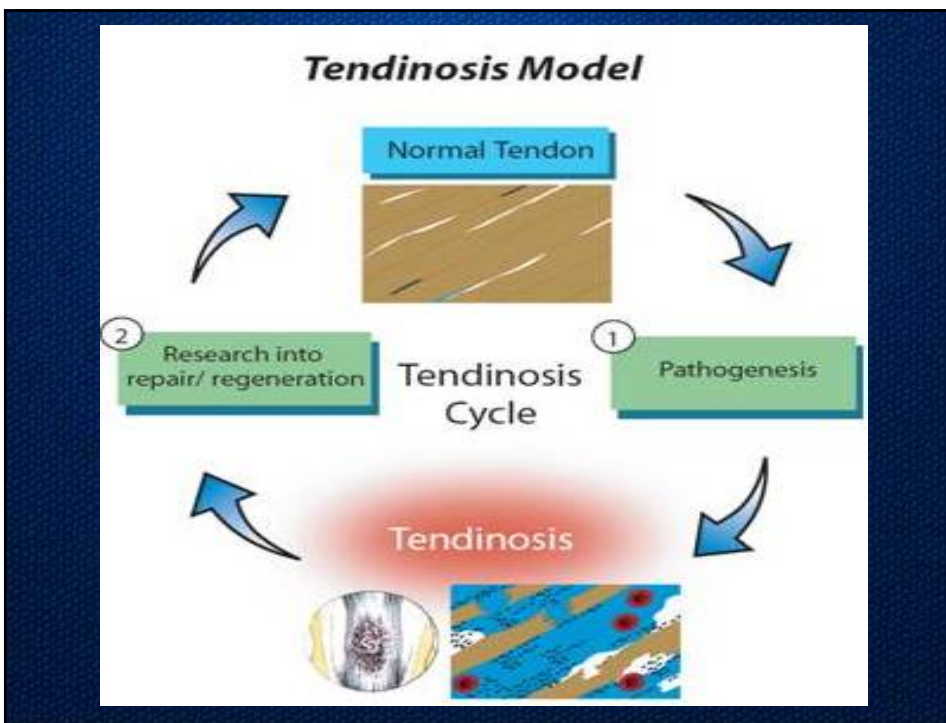 Tendinosis Model
Normal Tendon
1
Pathogenesis
2
Research into
repair/ regeneration
Tendinosis
Cycle
Tendinosis